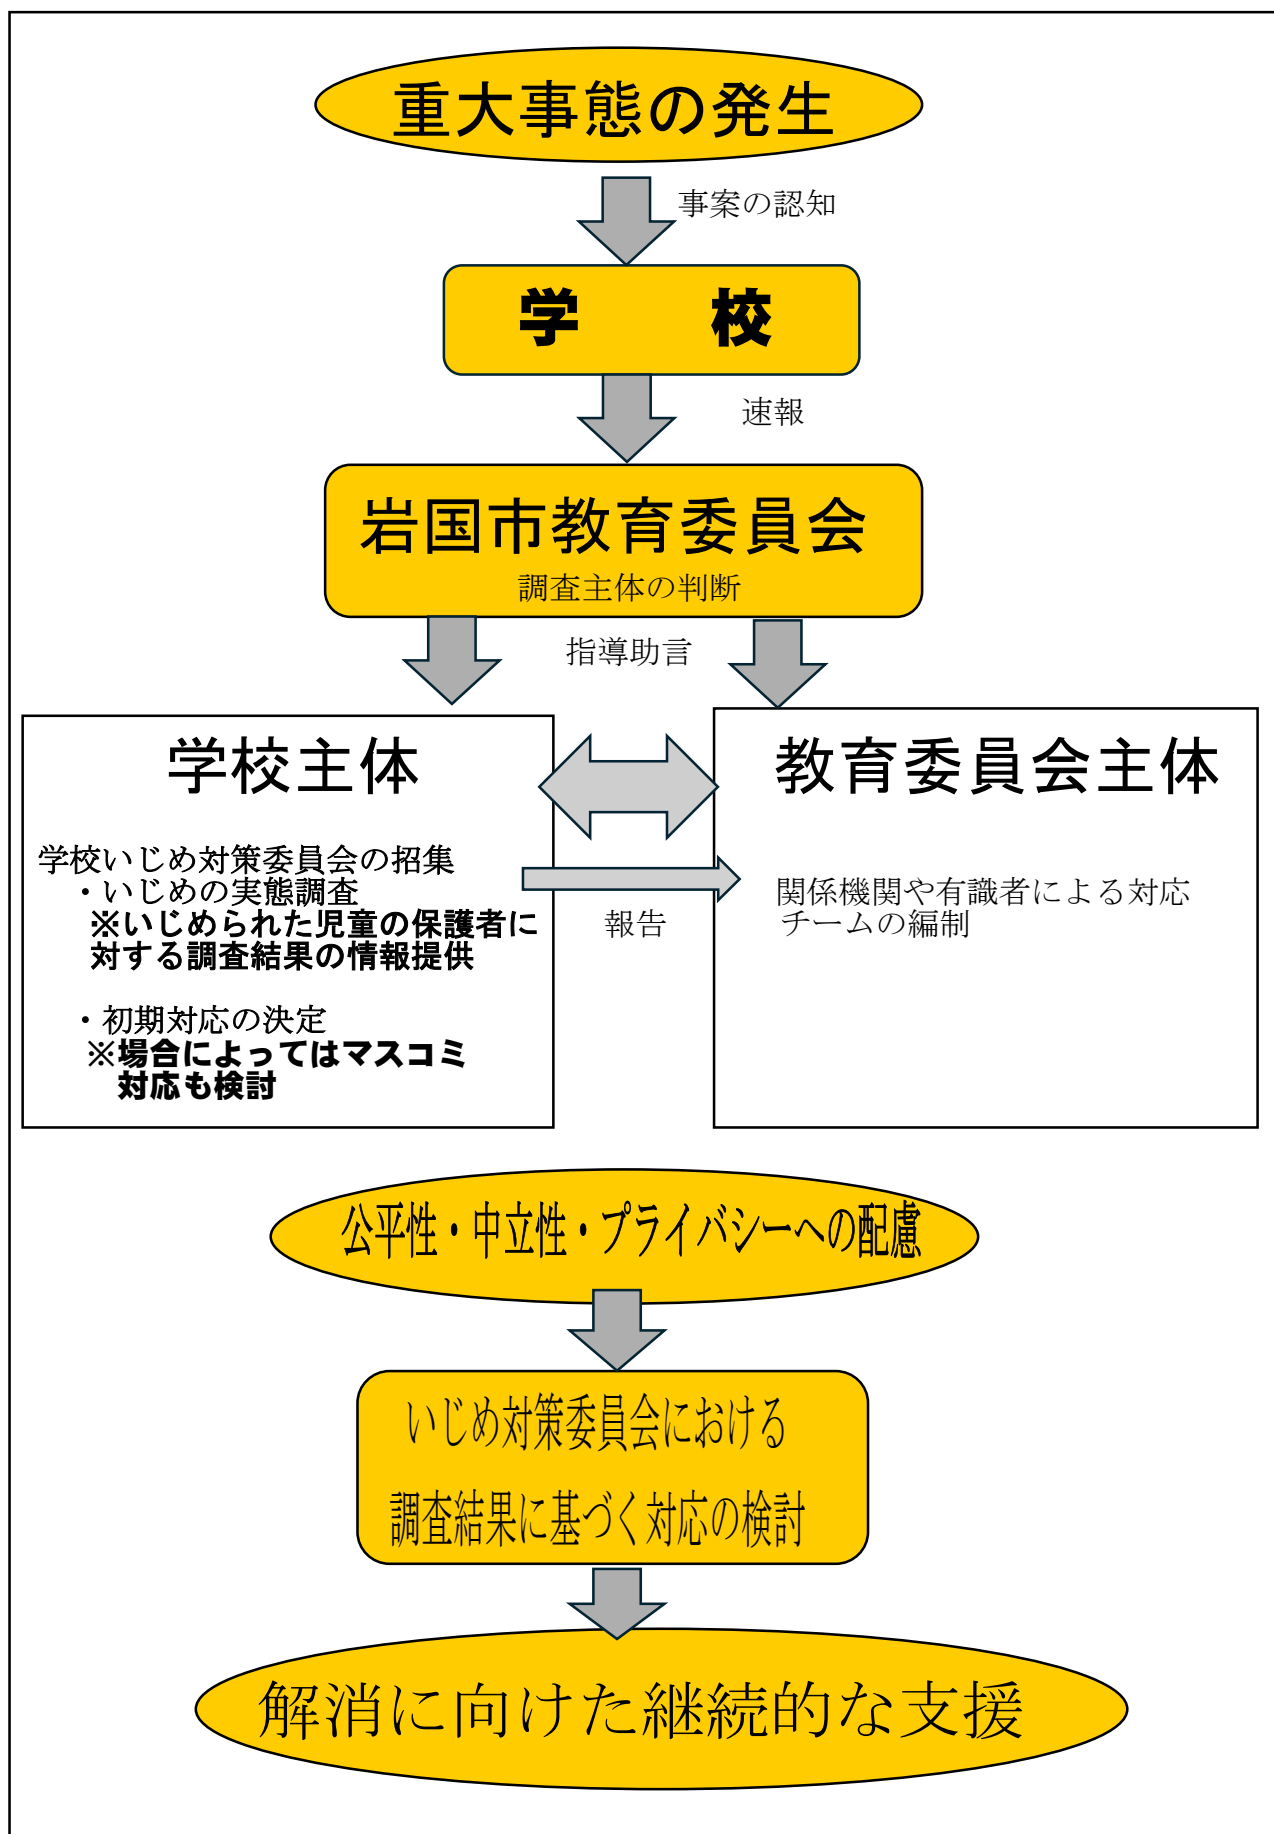 重大事態の発生
事案の認知
学　　校
速報
岩国市教育委員会
調査主体の判断
指導助言
学校主体
学校いじめ対策委員会の招集
・いじめの実態調査
※いじめられた児童の保護者に
対する調査結果の情報提供
・初期対応の決定
※場合によってはマスコミ
対応も検討
報告
教育委員会主体
関係機関や有識者による対応
チームの編制
公平性・中立性・プライバシーへの配慮
いじめ対策委員会における
調査結果に基づく対応の検討
解消に向けた継続的な支援